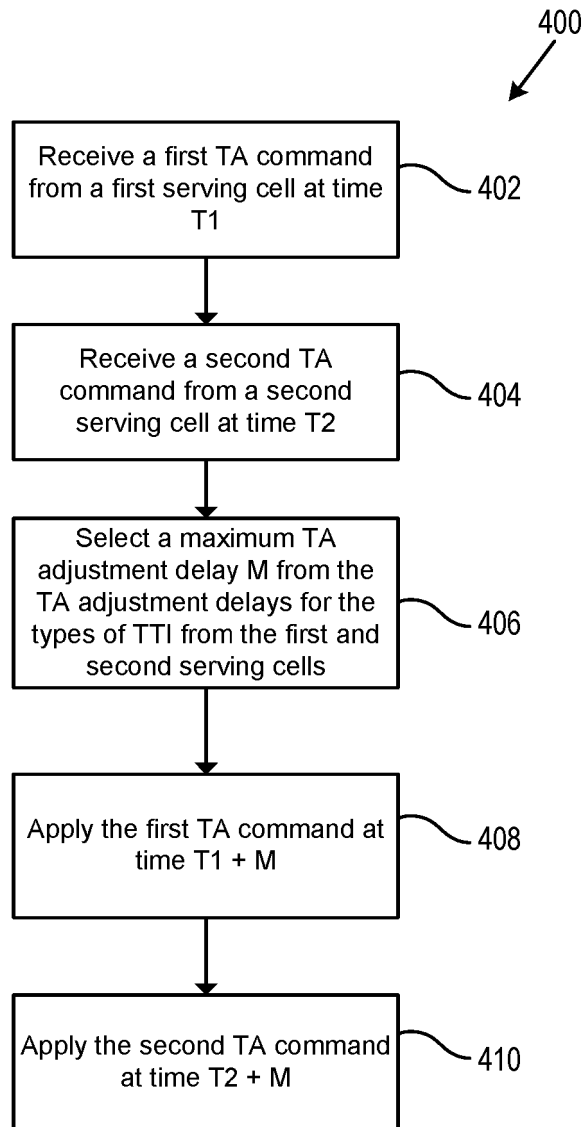 400
Receive a first TA command
from a first serving cell at time
T1
402
Receive a second TA
command from a second
serving cell at time T2
404
Select a maximum TA
adjustment delay M from the
TA adjustment delays for the
types of TTI from the first and
second serving cells
406
Apply the first TA command at
time T1 + M
408
Apply the second TA command
at time T2 + M
410